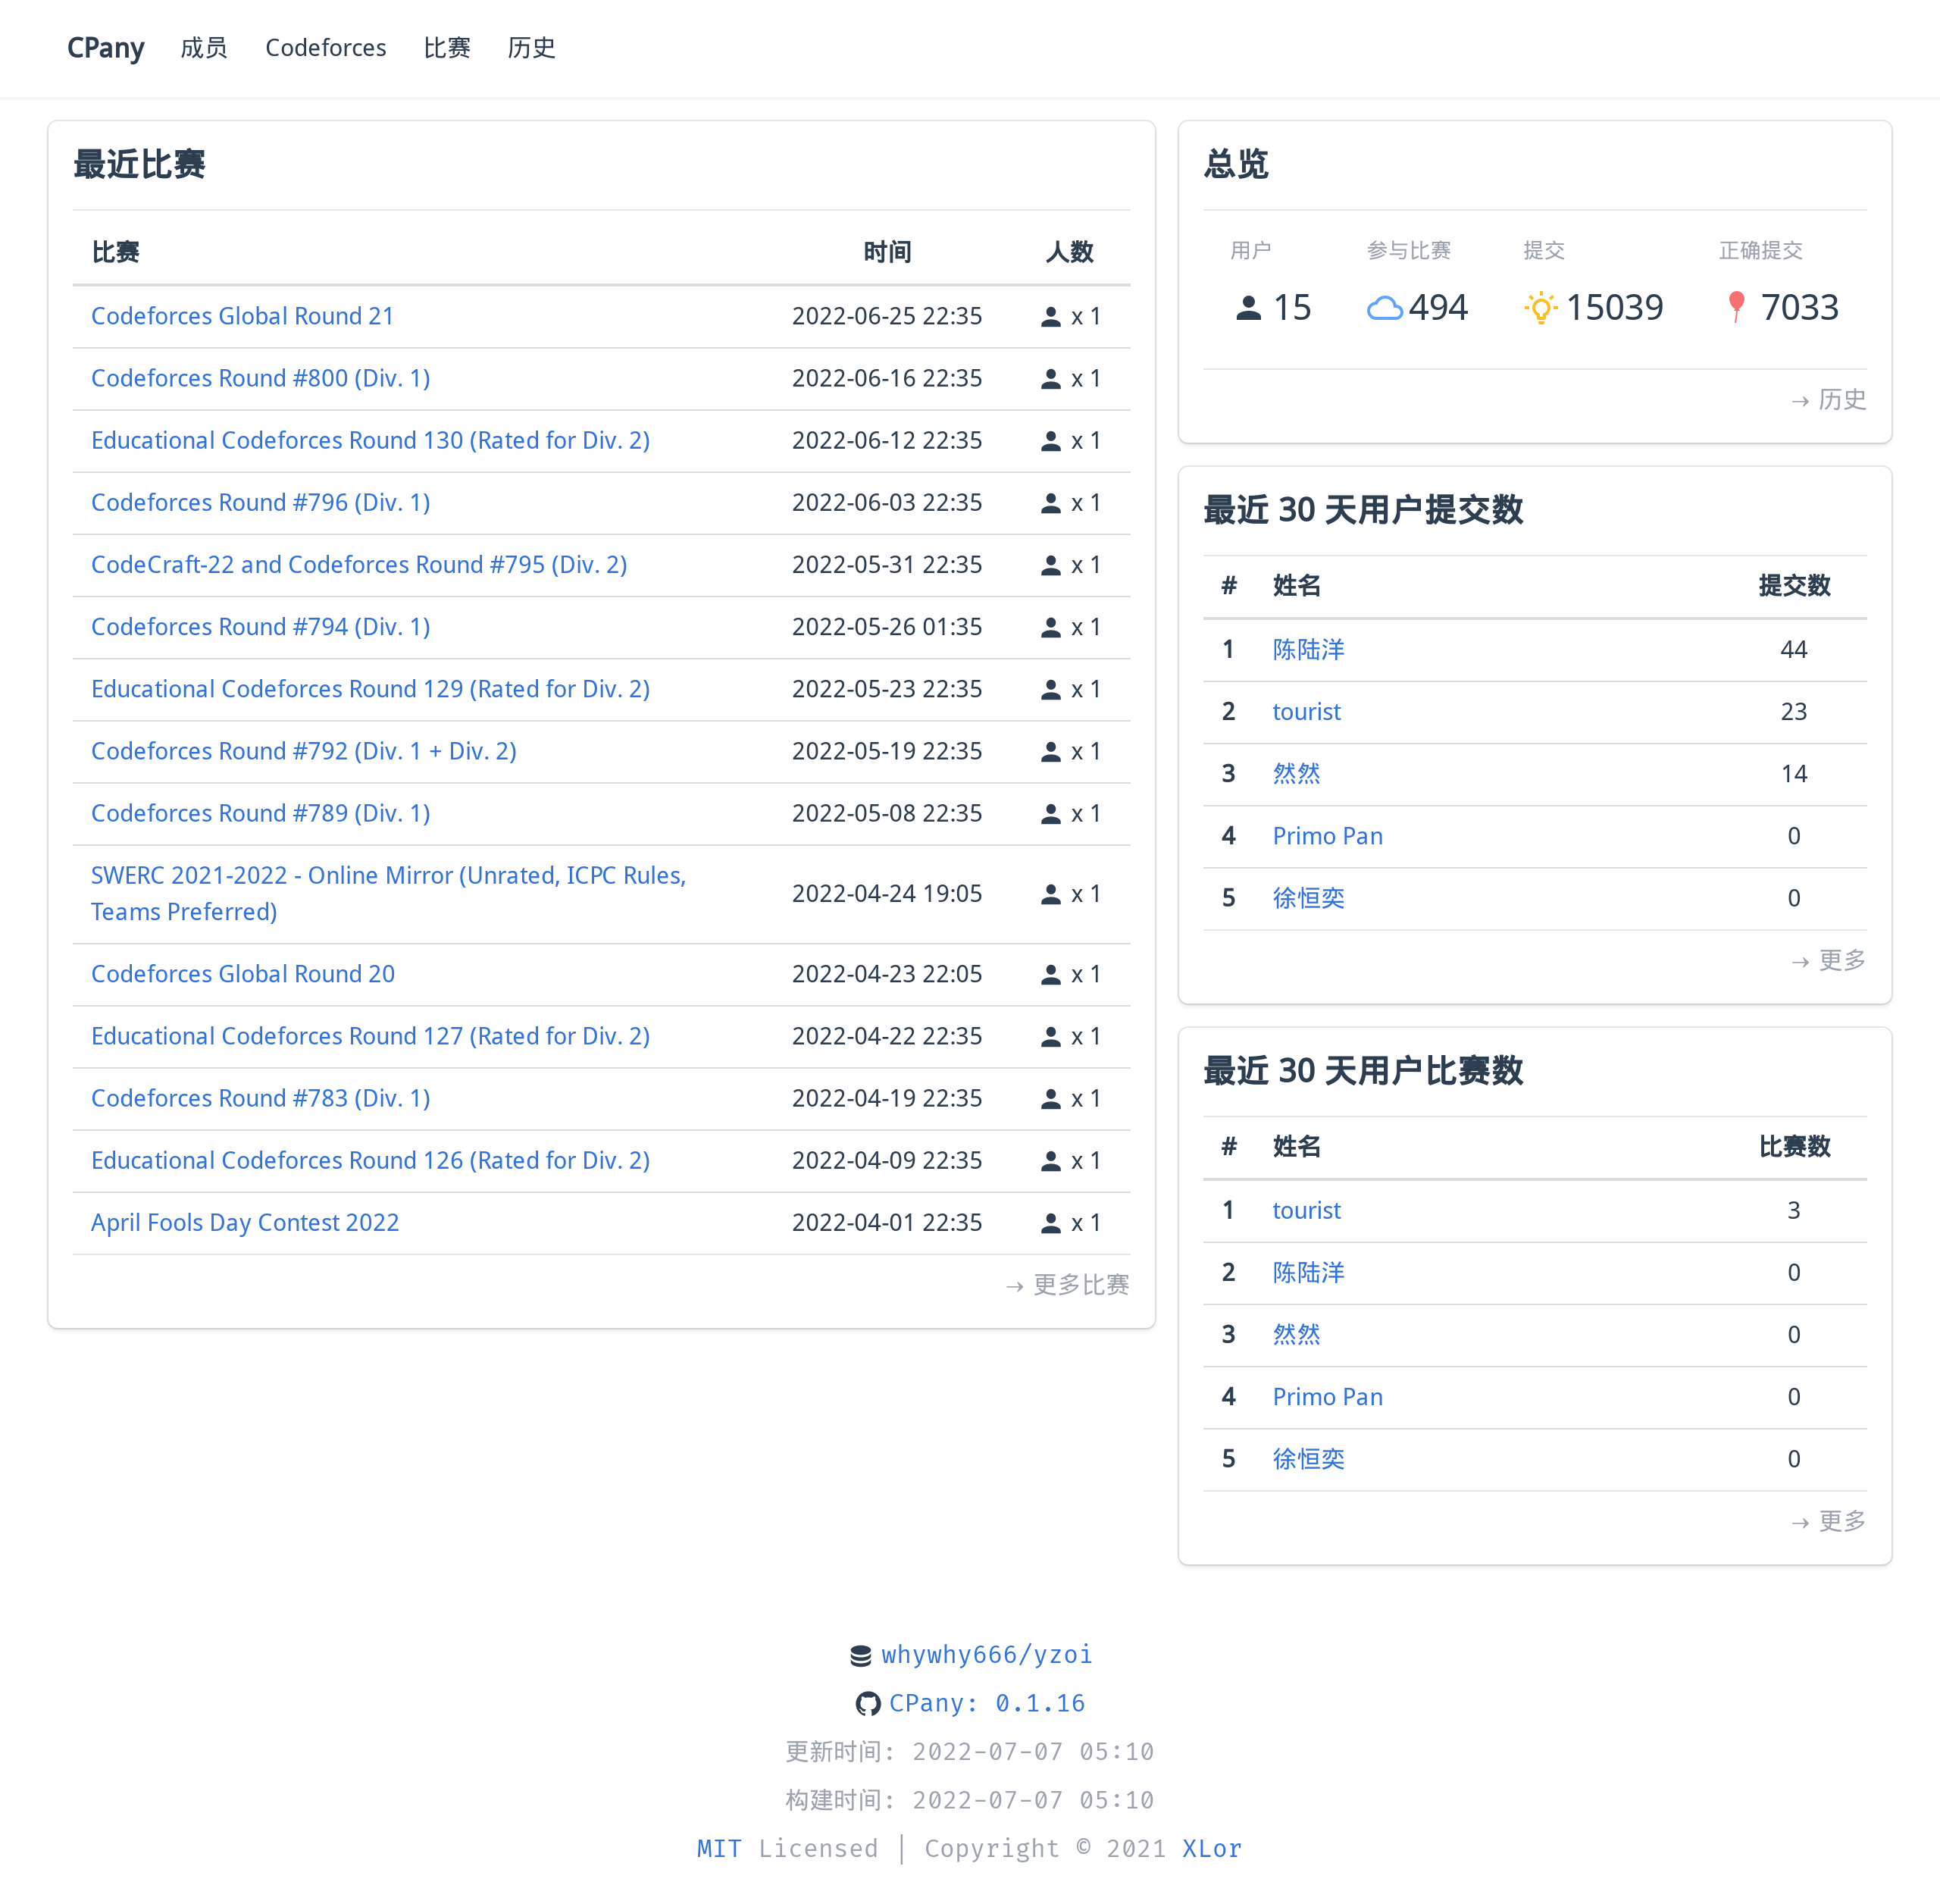 CPany 成员 Codeforces 比赛 历史
最近比赛
比赛 时间 人数
Codeforces Global Round 21 2022-06-25 22:35 x 1
Codeforces Round #800 (Div. 1) 2022-06-16 22:35 x 1
Educational Codeforces Round 130 (Rated for Div. 2) 2022-06-12 22:35 x 1
Codeforces Round #796 (Div. 1) 2022-06-03 22:35 x 1
CodeCraft-22 and Codeforces Round #795 (Div. 2) 2022-05-31 22:35 x 1
Codeforces Round #794 (Div. 1) 2022-05-26 01:35 x 1
Educational Codeforces Round 129 (Rated for Div. 2) 2022-05-23 22:35 x 1
Codeforces Round #792 (Div. 1 + Div. 2) 2022-05-19 22:35 x 1
Codeforces Round #789 (Div. 1) 2022-05-08 22:35 x 1
SWERC 2021-2022 - Online Mirror (Unrated, ICPC Rules,
Teams Preferred) 2022-04-24 19:05 x 1
Codeforces Global Round 20 2022-04-23 22:05 x 1
Educational Codeforces Round 127 (Rated for Div. 2) 2022-04-22 22:35 x 1
Codeforces Round #783 (Div. 1) 2022-04-19 22:35 x 1
Educational Codeforces Round 126 (Rated for Div. 2) 2022-04-09 22:35 x 1
April Fools Day Contest 2022 2022-04-01 22:35 x 1
→ 更多比赛
总览
用户 参与比赛 提交 正确提交
15 494 15039 7033
→ 历史
最近 30 天用户提交数
# 姓名 提交数
1 陈陆洋 44
2 tourist 23
3 然然 14
4 Primo Pan 0
5 徐恒奕 0
→ 更多
最近 30 天用户比赛数
# 姓名 比赛数
1 tourist 3
2 陈陆洋 0
3 然然 0
4 Primo Pan 0
5 徐恒奕 0
→ 更多
whywhy666/yzoi
CPany: 0.1.16
更新时间: 2022-07-07 05:10
构建时间: 2022-07-07 05:10
MIT Licensed | Copyright © 2021 XLor